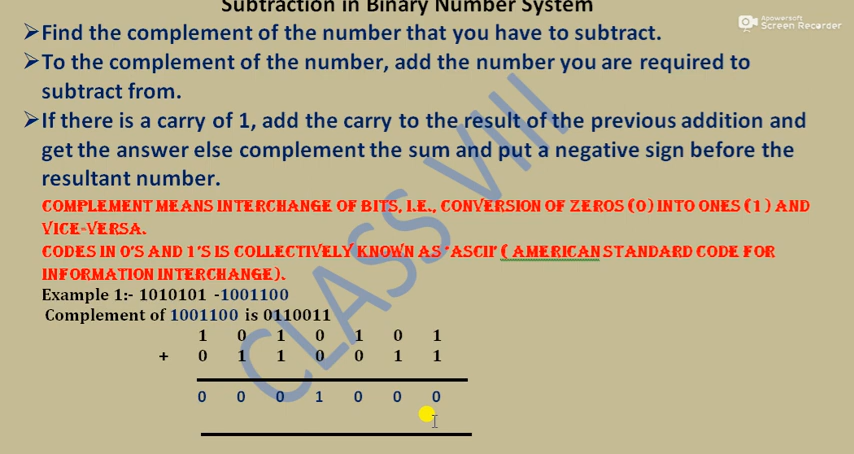 Subtraction in Binary Number System
Apowersoft
Screen Recorder
➢Find the complement of the number that you have to subtract.
➢To the complement of the number, add the number you are required to
subtract from.
➢If there is a carry of 1, add the carry to the result of the previous addition and
get the answer else complement the sum and put a negative sign before the
resultant number.
COMPLEMENT MEANS INTERCHANGE OF BITS, I.E., CONVERSION OF ZEROS (0) INTO ONES (1) AND
VICE-VERSA.
CODES IN 0'S AND 1'S IS COLLECTIVELY KNOWN AS 'ASCII' ( AMERICAN STANDARD CODE FOR
INFORMATION INTERCHANGE).
Example 1:- 1010101 -1001100
Complement of 1001100 is 0110011
1 0 1 0 1 0 1
+ 0 1 1 0 0 1 1
0 0 0 1 0 0 0
CLASS VIII